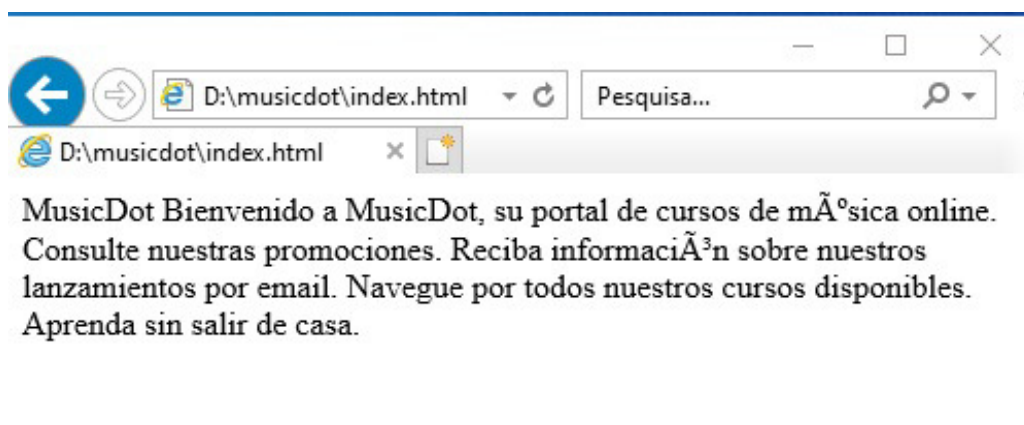 D:\musicdot\index.html
Pesquisa...
D:\musicdot\index.html
MusicDot Bienvenido a MusicDot, su portal de cursos de mÃºsica online.
Consulte nuestras promociones. Reciba informaciÃ³n sobre nuestros
lanzamientos por email. Navegue por todos nuestros cursos disponibles.
Aprenda sin salir de casa.